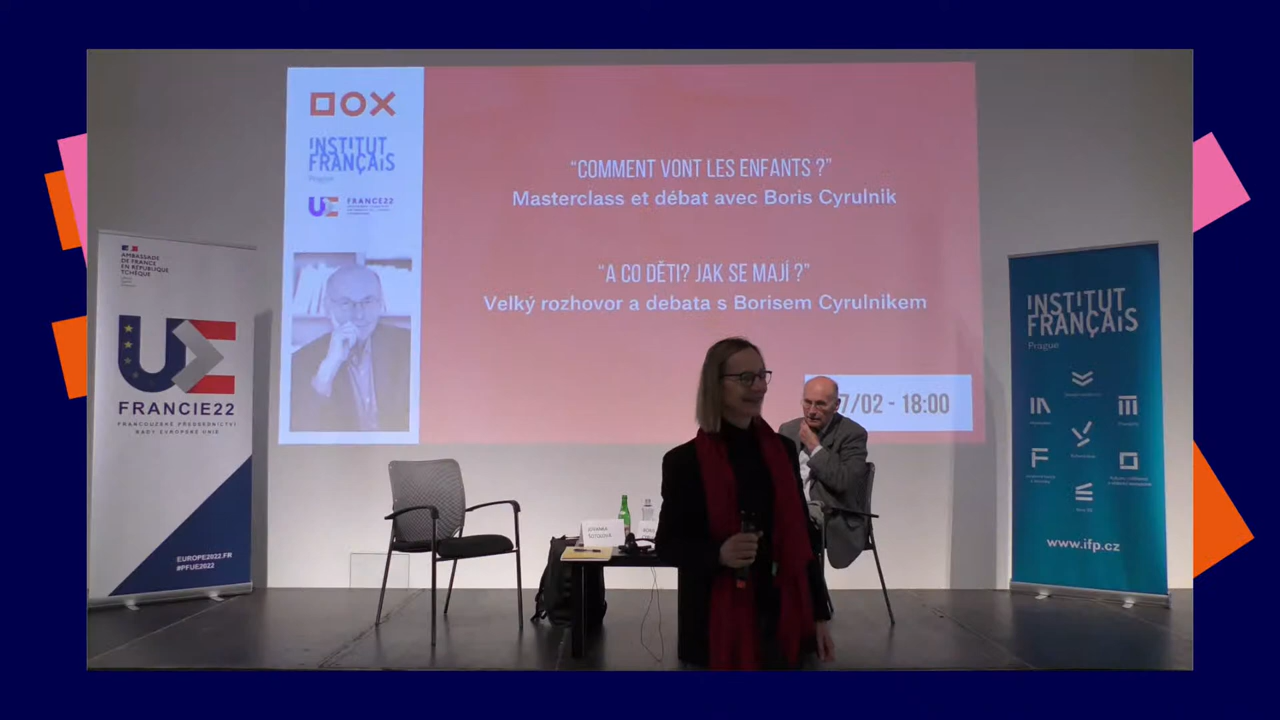 DOX
INSTITUT
FRANÇAIS
Prague
UE FRANCE22
“COMMENT VONT LES ENFANTS ?”
Masterclass et débat avec Boris Cyrulnik
“A CO DĚTI? JAK SE MAJÍ ?”
Velký rozhovor a debata s Borisem Cyrulnikem
7/02 - 18:00
AMBASSADE
DE FRANCE
EN RÉPUBLIQUE
TCHÈQUE
UE
FRANCIE22
FRANCOUZSKÉ PŘEDSEDNICTVÍ
RADY EVROPSKÉ UNIE
EUROPE2022.FR
#PFUE2022
INSTITUT
FRANÇAIS
Prague
www.ifp.cz